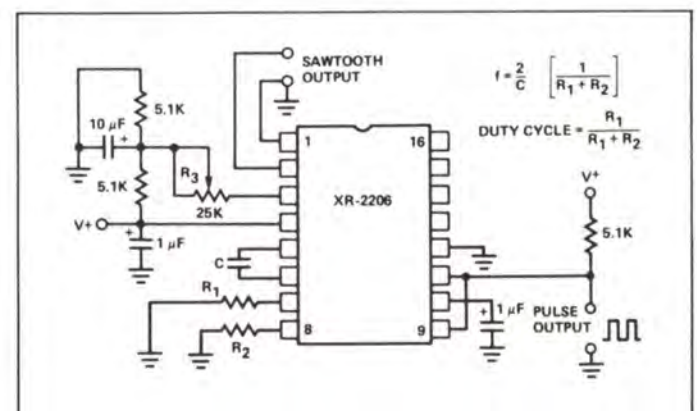 SAWTOOTH
OUTPUT
f = 2/C [ 1 / (R1 + R2) ]
DUTY CYCLE = R1 / (R1 + R2)
5.1K
10 μF +
1
16
R3
5.1K
25K
XR-2206
V+
V+
5.1K
+ 1 μF
C
R1
R2
8
9
+ 1 μF
PULSE
OUTPUT